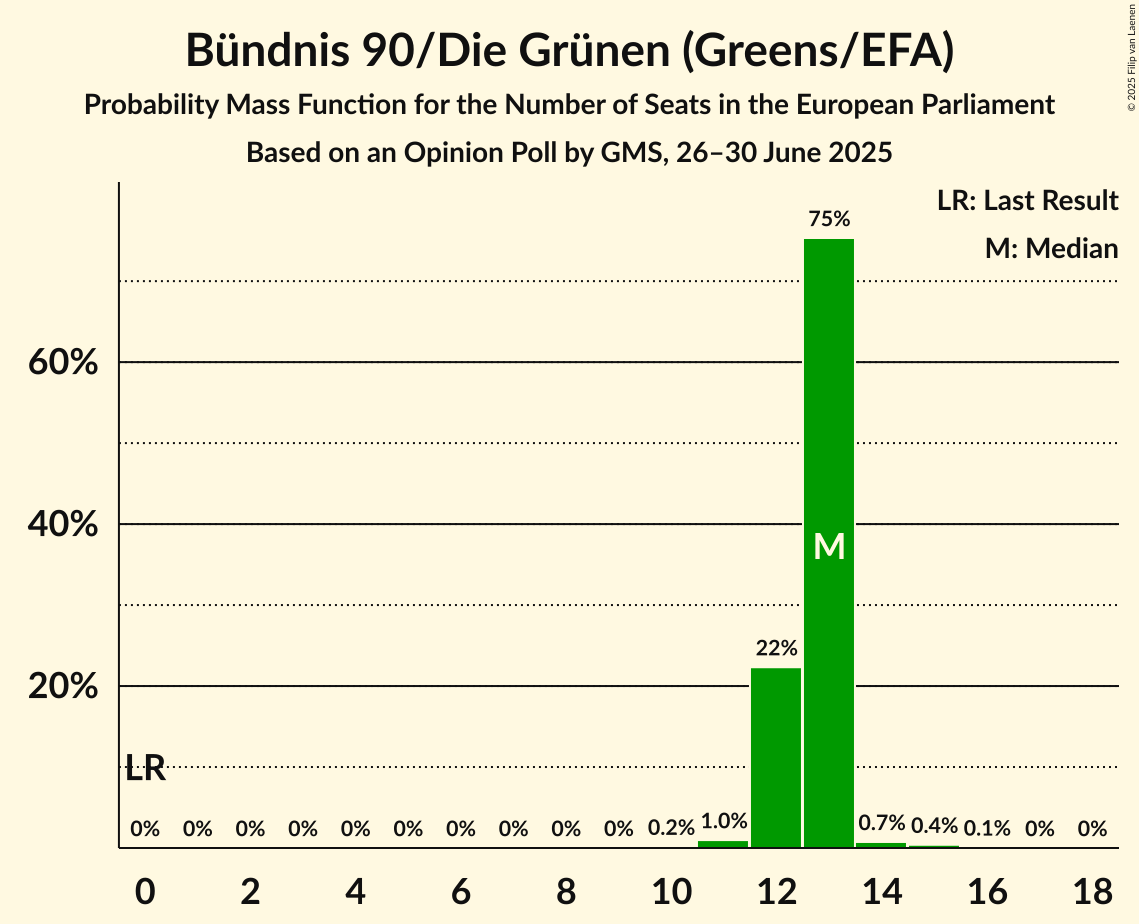 Bündnis 90/Die Grünen (Greens/EFA)
Probability Mass Function for the Number of Seats in the European Parliament
Based on an Opinion Poll by GMS, 26–30 June 2025
© 2025 Filip van Laenen
LR: Last Result
M: Median
75%
60%
40%
M
22%
20%
LR
0% 0% 0% 0% 0% 0% 0% 0% 0% 0% 0.2% 1.0% 0.7% 0.4% 0.1% 0% 0%
0 2 4 6 8 10 12 14 16 18